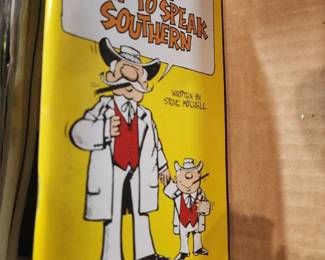 TO SPEAK
SOUTHERN
WRITTEN BY
STEVE MITCHELL